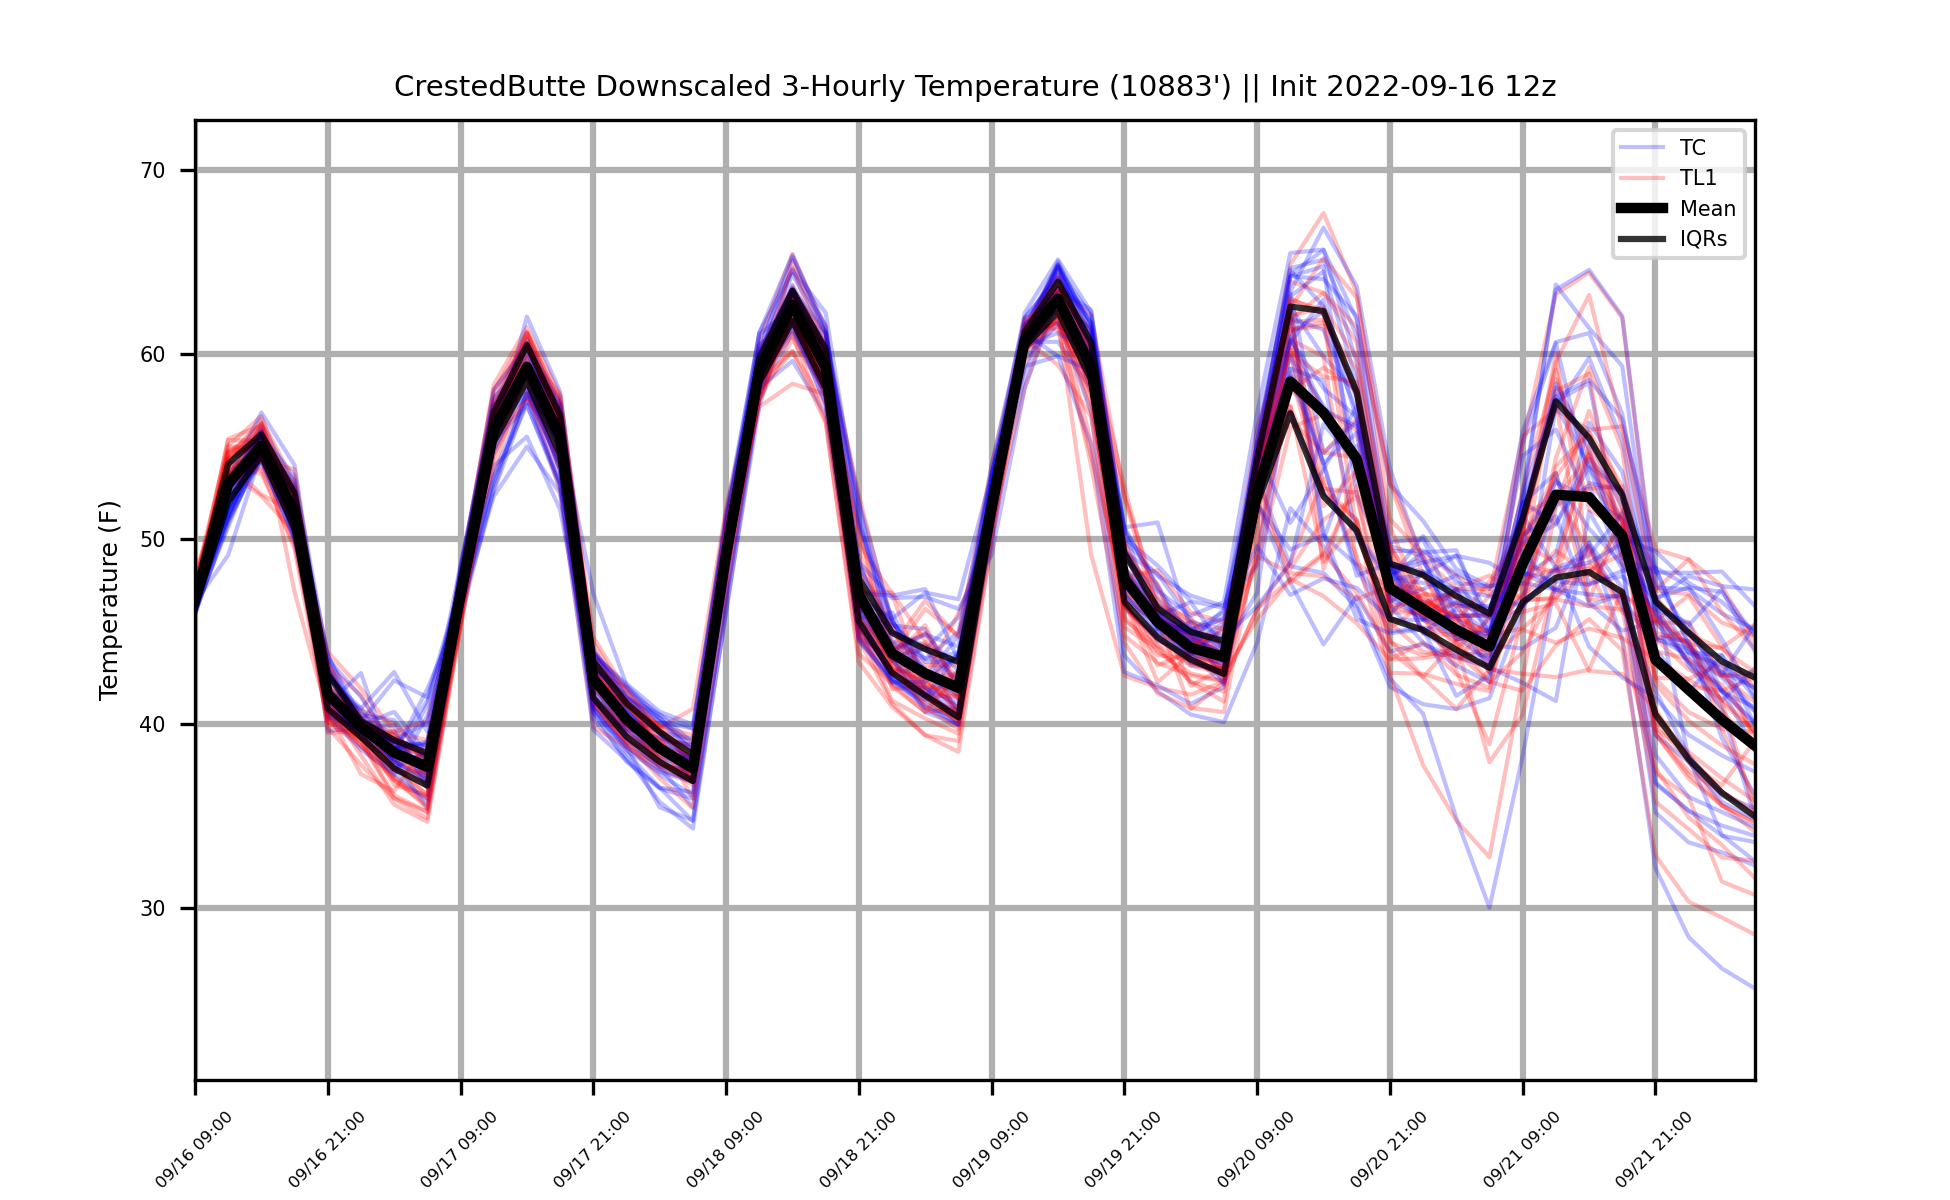 CrestedButte Downscaled 3-Hourly Temperature (10883') || Init 2022-09-16 12z
TC
TL1
Mean
IQRs
Temperature (F)
70
60
50
40
30
09/16 09:00
09/16 21:00
09/17 09:00
09/17 21:00
09/18 09:00
09/18 21:00
09/19 09:00
09/19 21:00
09/20 09:00
09/20 21:00
09/21 09:00
09/21 21:00